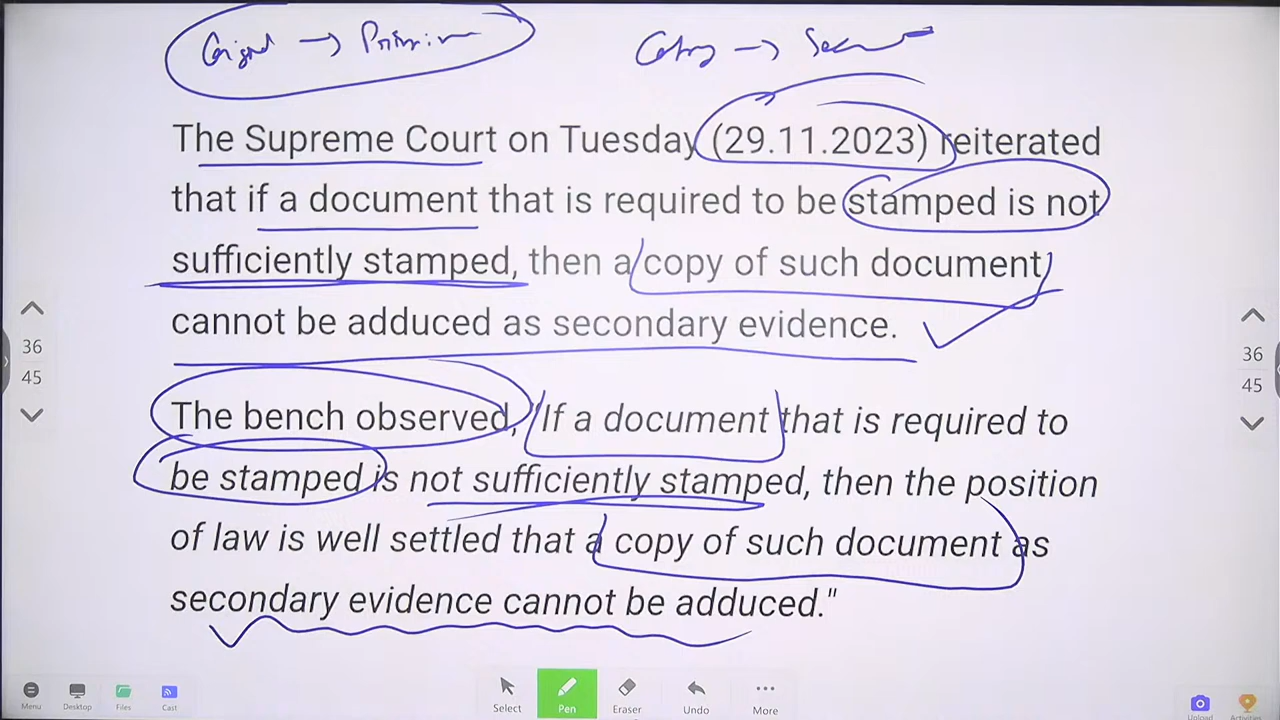 The Supreme Court on Tuesday (29.11.2023) reiterated
that if a document that is required to be stamped is not
sufficiently stamped, then a copy of such document
cannot be adduced as secondary evidence.
The bench observed, "If a document that is required to
be stamped is not sufficiently stamped, then the position
of law is well settled that a copy of such document as
secondary evidence cannot be adduced."
36
45
36
45
Menu
Desktop
Files
Cast
Select
Pen
Eraser
Undo
More
Upload
Activities